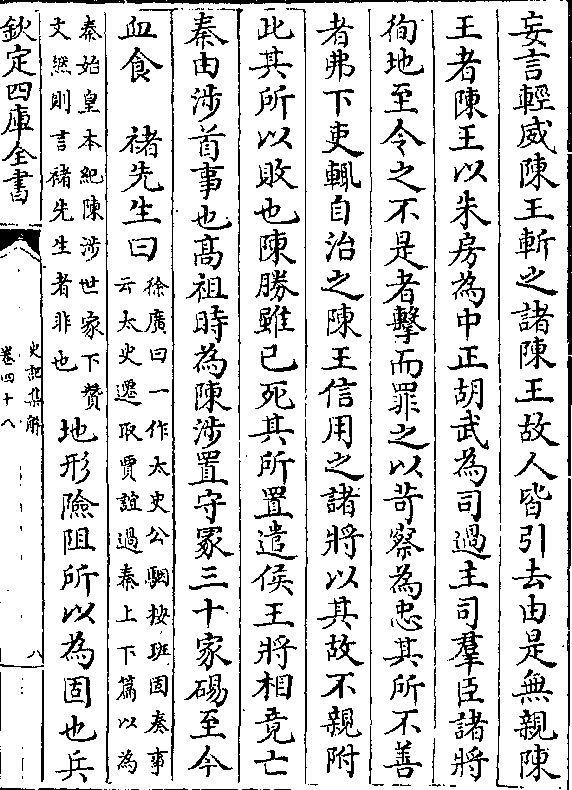 妄言輕威陳王斬之諸陳王故人皆引去由是無親陳
王者陳王以朱房為中正胡武為司過主司羣臣諸將
徇地至令之不是者擊而罪之以苛察為忠其所不善
者弗下吏輒自治之陳王信用之諸將以其故不親附
此其所以敗也陳勝雖已死其所置遣侯王將相竟亡
秦由涉首事也高祖時為陳涉置守冢三十家碭至今
血食　褚先生曰徐廣曰一作太史公駰按班固奏事
云太史遷取賈誼過秦上下篇以為
秦始皇本紀陳涉世家下贊
文然則言褚先生者非也
地形險阻所以為固也兵
欽定四庫全書
史記集解
卷四十八
八